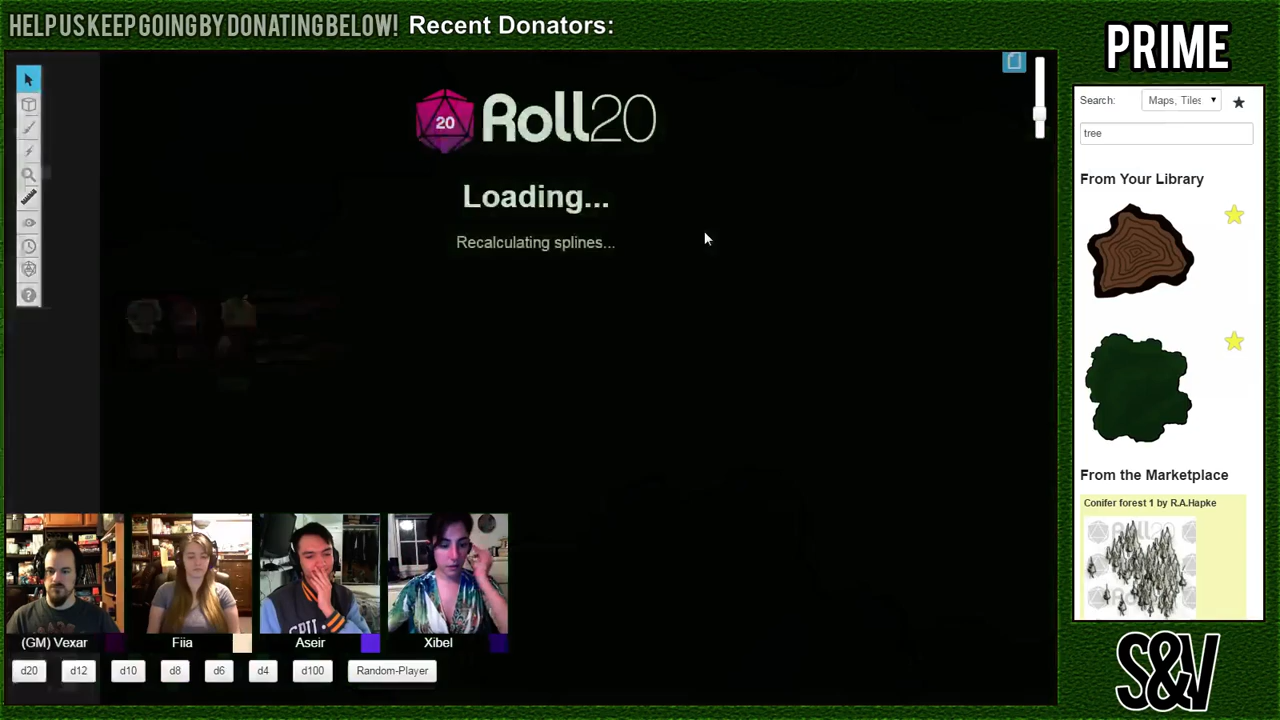 HELP US KEEP GOING BY DONATING BELOW! Recent Donators:
PRIME
20 Roll20
Loading...
Recalculating splines...
Search: Maps, Tiles
tree
From Your Library
From the Marketplace
Conifer forest 1 by R.A.Hapke
(GM) Vexar
Fiia
Aseir
Xibel
d20
d12
d10
d8
d6
d4
d100
Random-Player
S&V